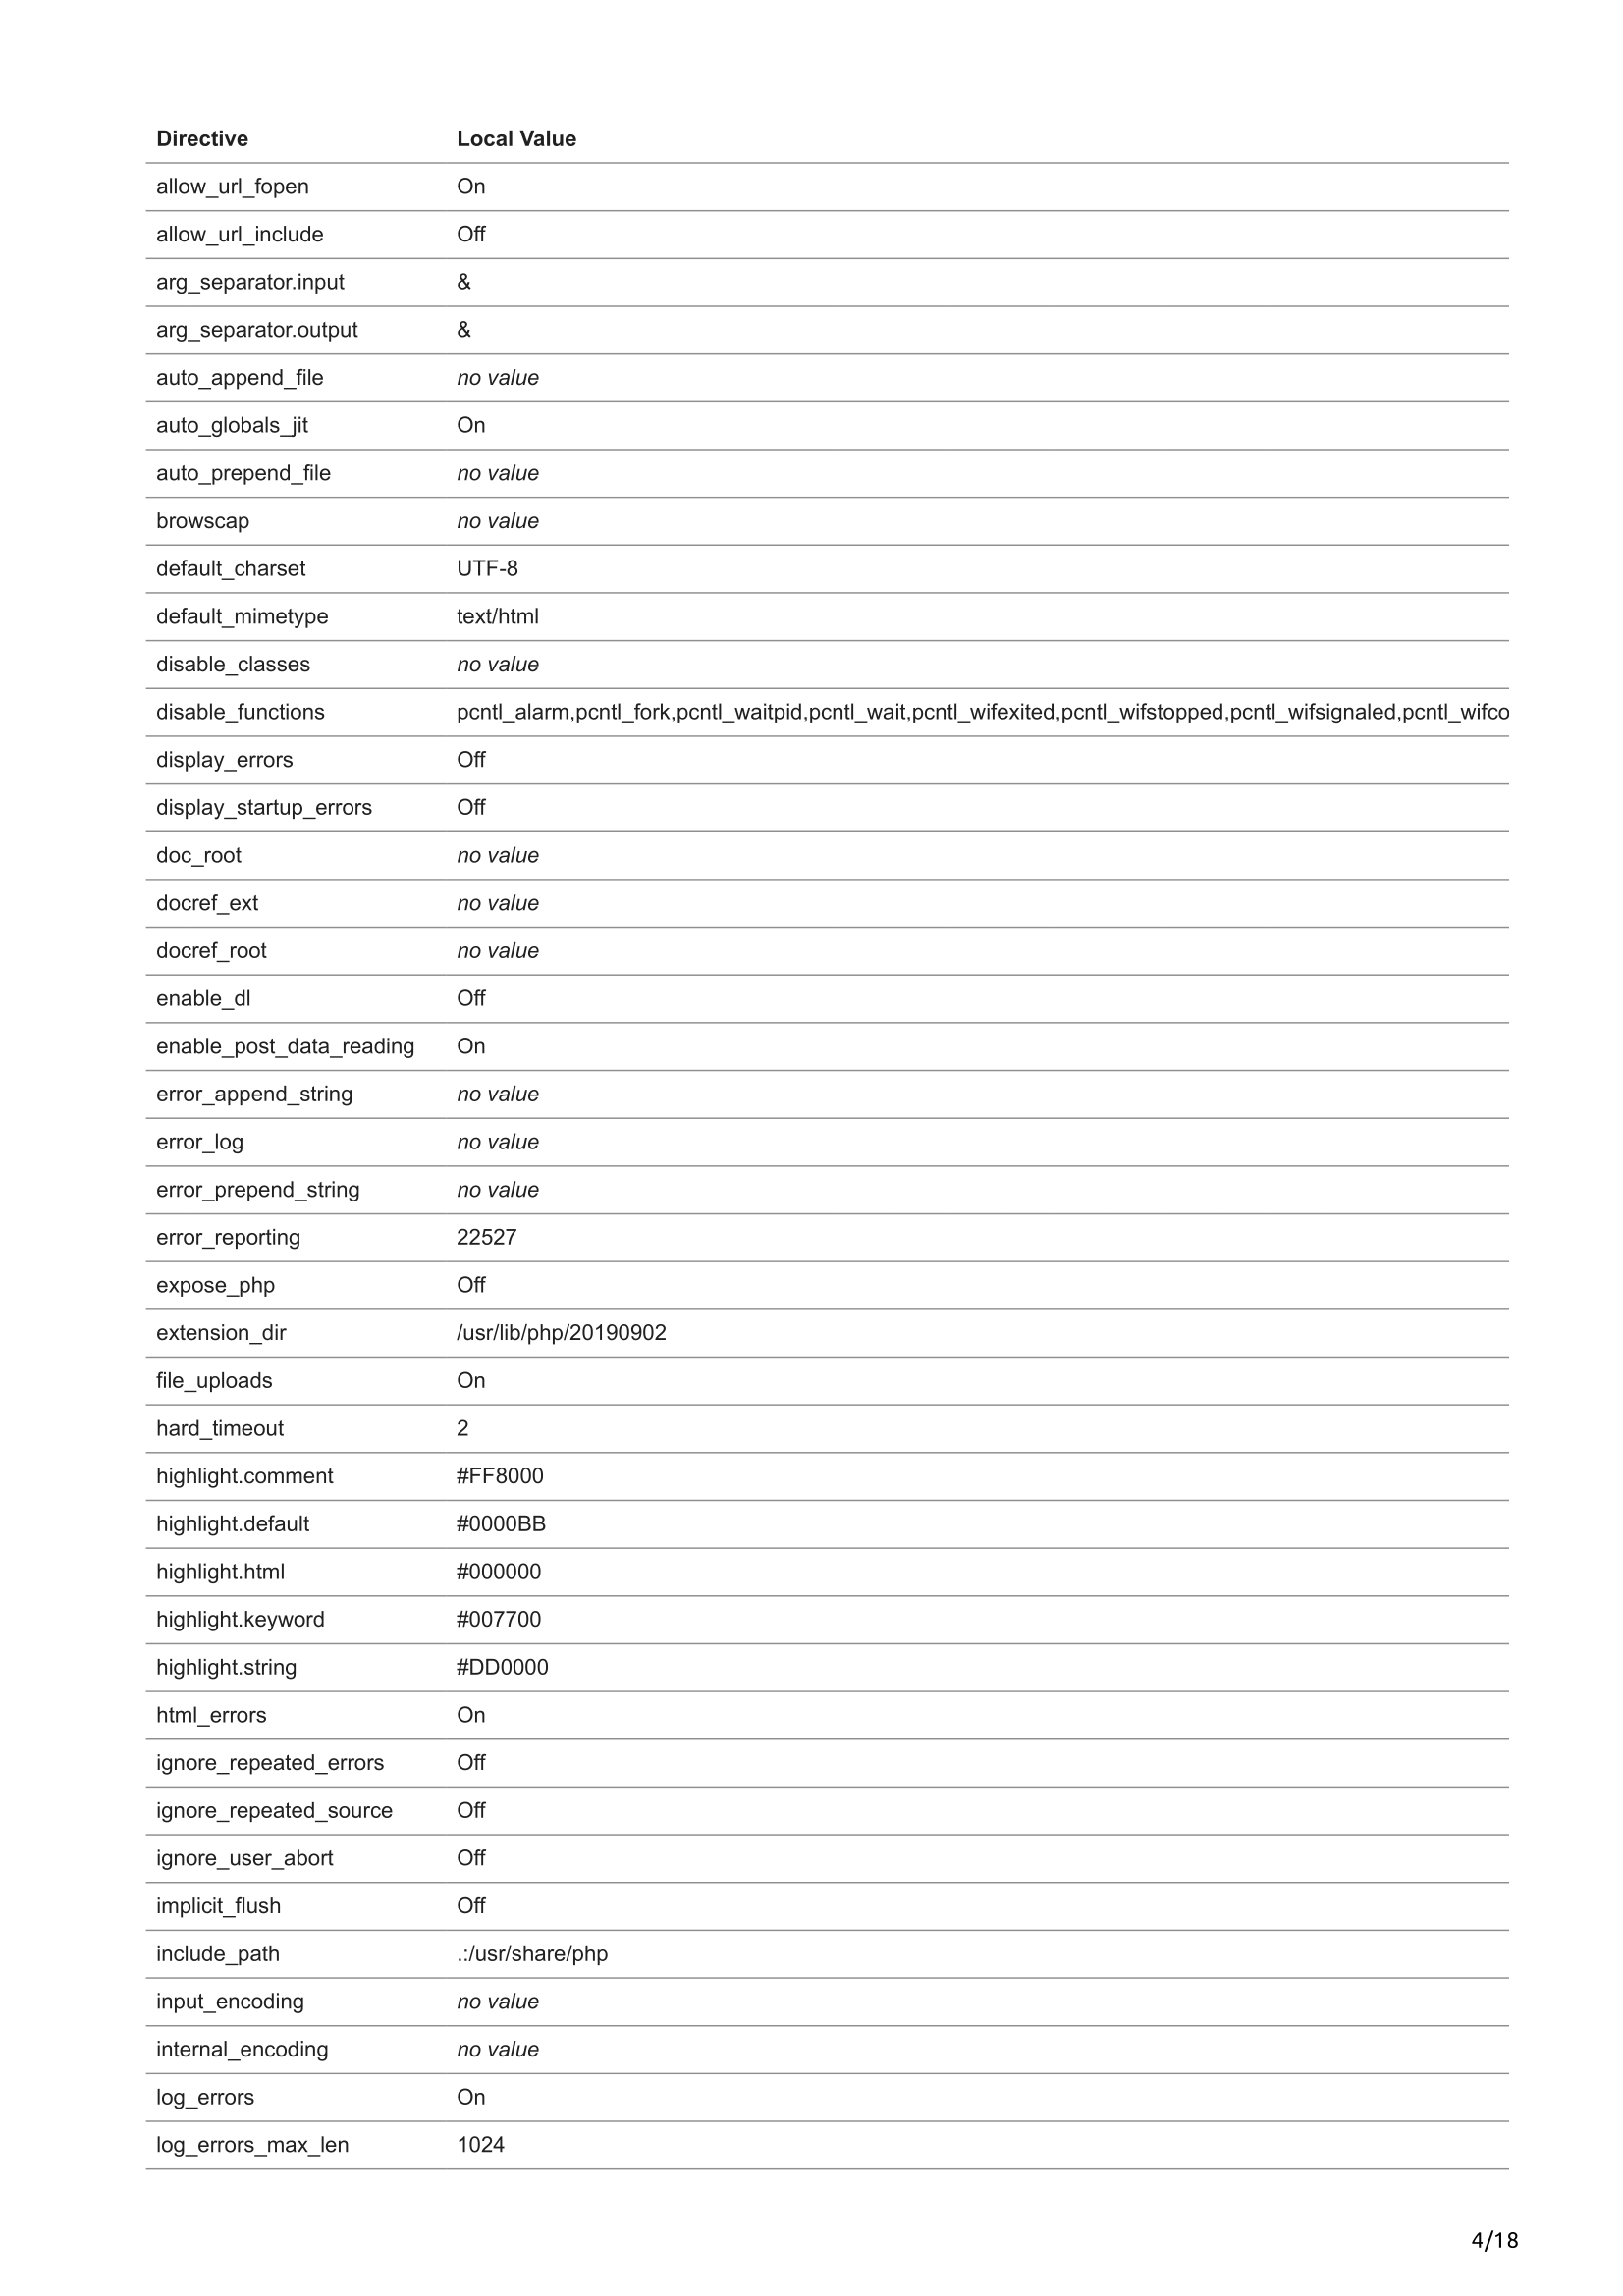 Directive Local Value
allow_url_fopen On
allow_url_include Off
arg_separator.input &
arg_separator.output &
auto_append_file no value
auto_globals_jit On
auto_prepend_file no value
browscap no value
default_charset UTF-8
default_mimetype text/html
disable_classes no value
disable_functions pcntl_alarm,pcntl_fork,pcntl_waitpid,pcntl_wait,pcntl_wifexited,pcntl_wifstopped,pcntl_wifsignaled,pcntl_wifco
display_errors Off
display_startup_errors Off
doc_root no value
docref_ext no value
docref_root no value
enable_dl Off
enable_post_data_reading On
error_append_string no value
error_log no value
error_prepend_string no value
error_reporting 22527
expose_php Off
extension_dir /usr/lib/php/20190902
file_uploads On
hard_timeout 2
highlight.comment #FF8000
highlight.default #0000BB
highlight.html #000000
highlight.keyword #007700
highlight.string #DD0000
html_errors On
ignore_repeated_errors Off
ignore_repeated_source Off
ignore_user_abort Off
implicit_flush Off
include_path .:/usr/share/php
input_encoding no value
internal_encoding no value
log_errors On
log_errors_max_len 1024
4/18